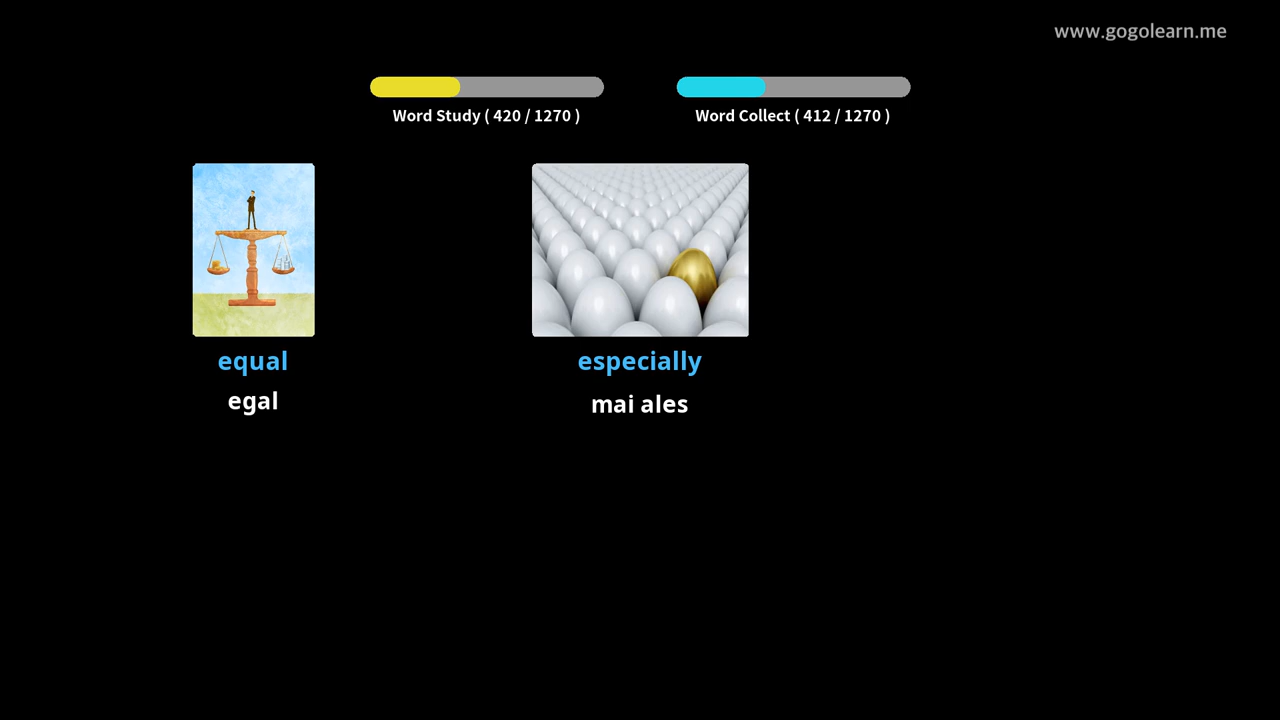 www.gogolearn.me
Word Study ( 420 / 1270 )
Word Collect ( 412 / 1270 )
equal
egal
especially
mai ales